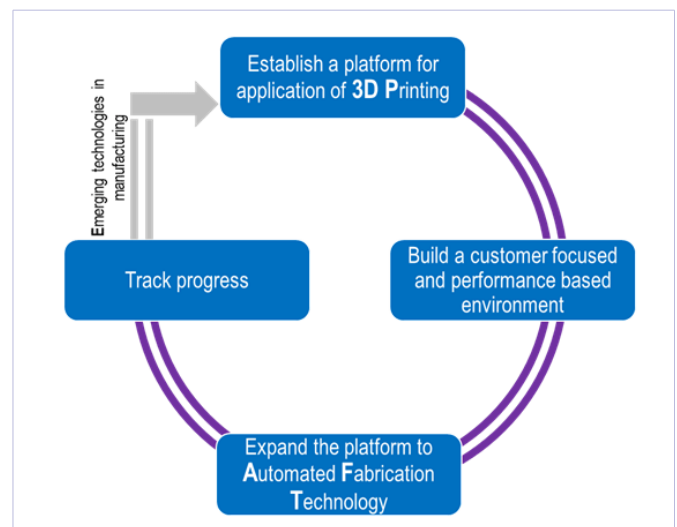 Establish a platform for
application of 3D Printing
Emerging technologies in
manufacturing
Track progress
Build a customer focused
and performance based
environment
Expand the platform to
Automated Fabrication
Technology